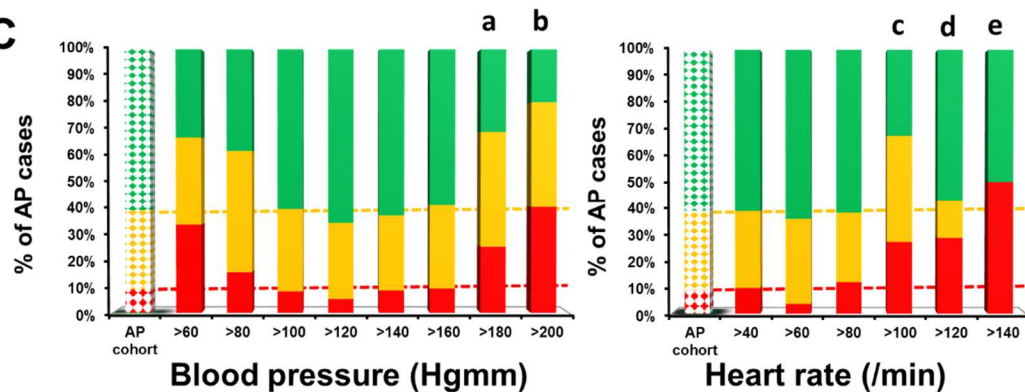 C
a b
100%
90%
80%
70%
60%
50%
40%
30%
20%
10%
0%
% of AP cases
AP cohort >60 >80 >100 >120 >140 >160 >180 >200
Blood pressure (Hgmm)
c d e
100%
90%
80%
70%
60%
50%
40%
30%
20%
10%
0%
% of AP cases
AP cohort >40 >60 >80 >100 >120 >140
Heart rate (/min)